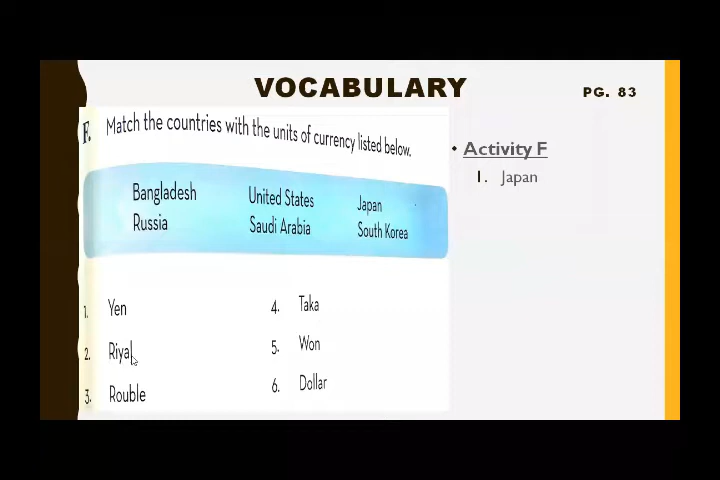 VOCABULARY
PG. 83
F. Match the countries with the units of currency listed below.
Bangladesh United States Japan
Russia Saudi Arabia South Korea
1. Yen 4. Taka
2. Riyal 5. Won
3. Rouble 6. Dollar
• Activity F
1. Japan